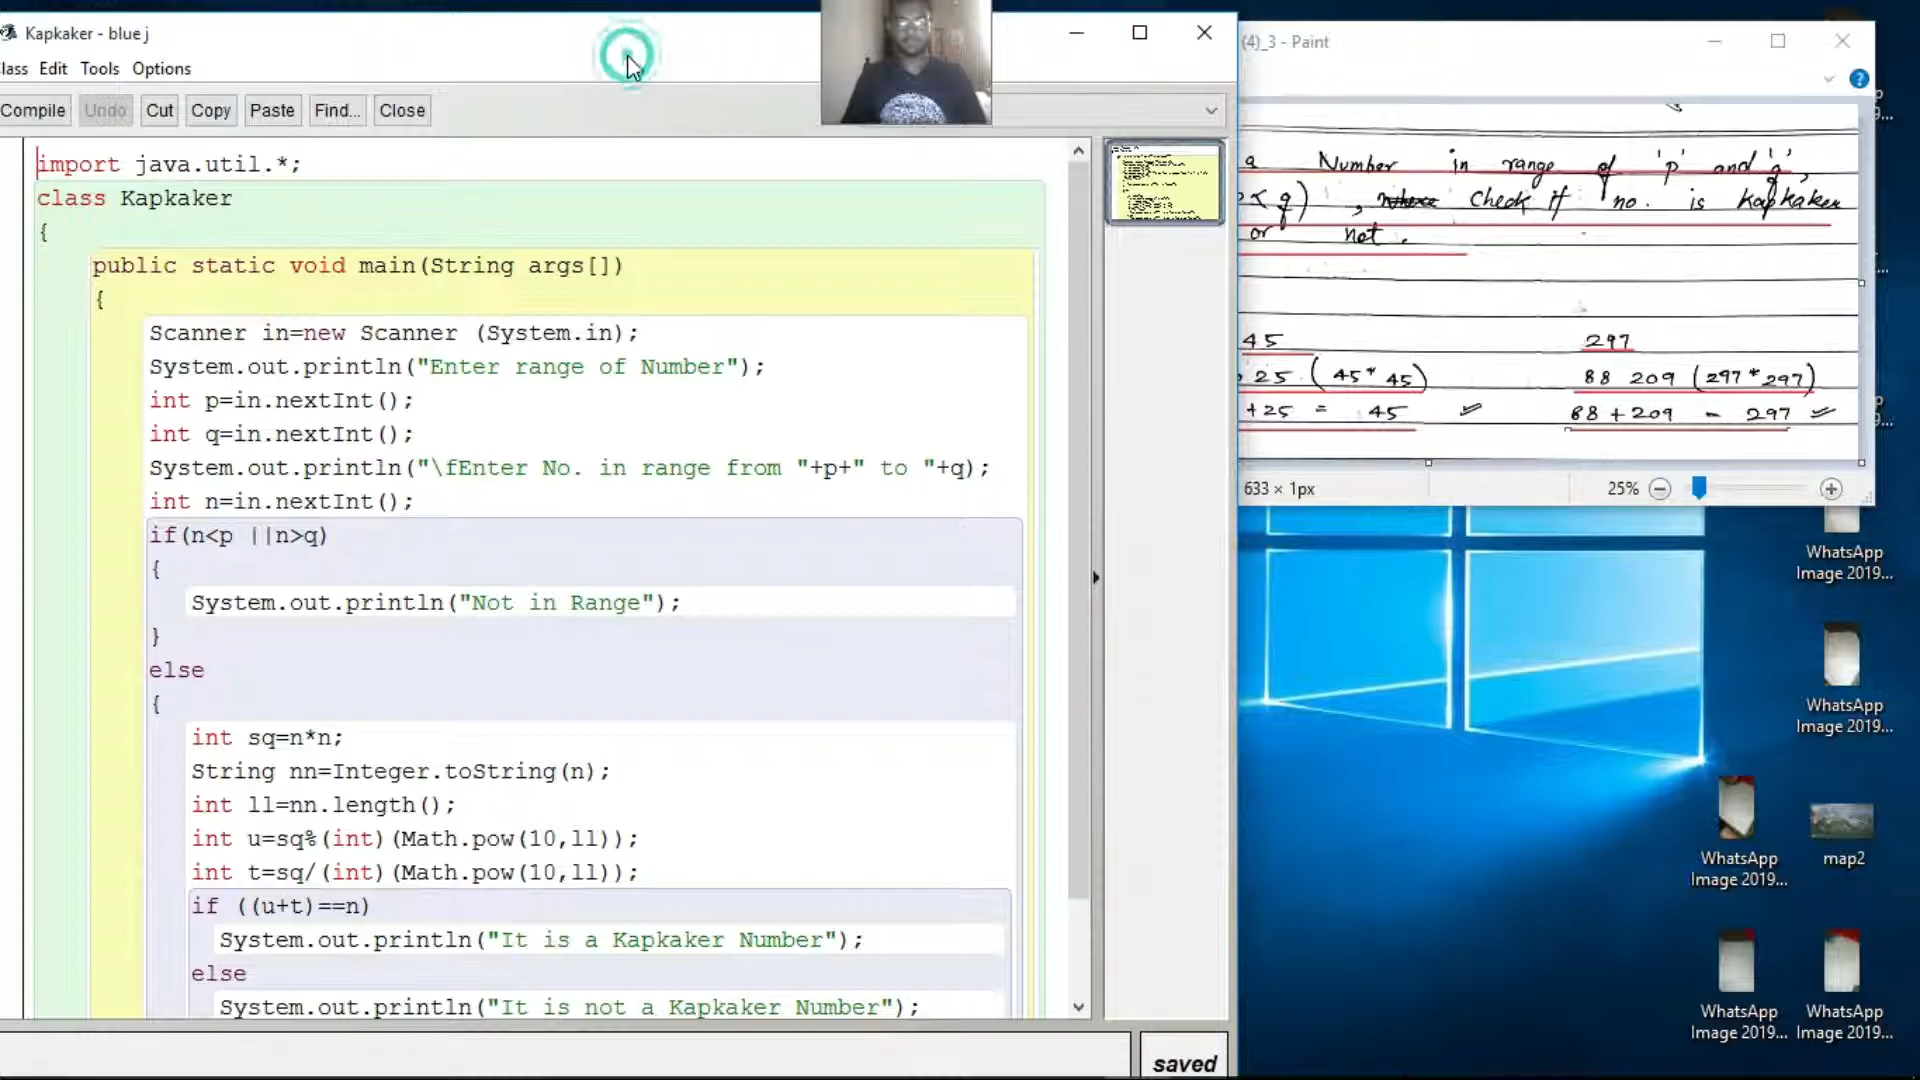 Kapkaker - blue j
lass Edit Tools Options
Compile Undo Cut Copy Paste Find... Close
import java.util.*;
class Kapkaker
{
public static void main(String args[])
{
Scanner in=new Scanner (System.in);
System.out.println("Enter range of Number");
int p=in.nextInt();
int q=in.nextInt();
System.out.println("\fEnter No. in range from "+p+" to "+q);
int n=in.nextInt();
if(n<p ||n>q)
{
System.out.println("Not in Range");
}
else
{
int sq=n*n;
String nn=Integer.toString(n);
int ll=nn.length();
int u=sq%(int)(Math.pow(10,ll));
int t=sq/(int)(Math.pow(10,ll));
if ((u+t)==n)
System.out.println("It is a Kapkaker Number");
else
System.out.println("It is not a Kapkaker Number");
saved
(4)_3 - Paint
a Number in range of 'p' and 'q',
p< q) , where Check if no. is Kapkaker
or not.
45 297
25 (45*45) 88 209 (297*297)
+25 = 45 88+209 = 297
633 × 1px 25%
WhatsApp
Image 2019...
WhatsApp
Image 2019...
WhatsApp
Image 2019...
map2
WhatsApp
Image 2019...
WhatsApp
Image 2019...